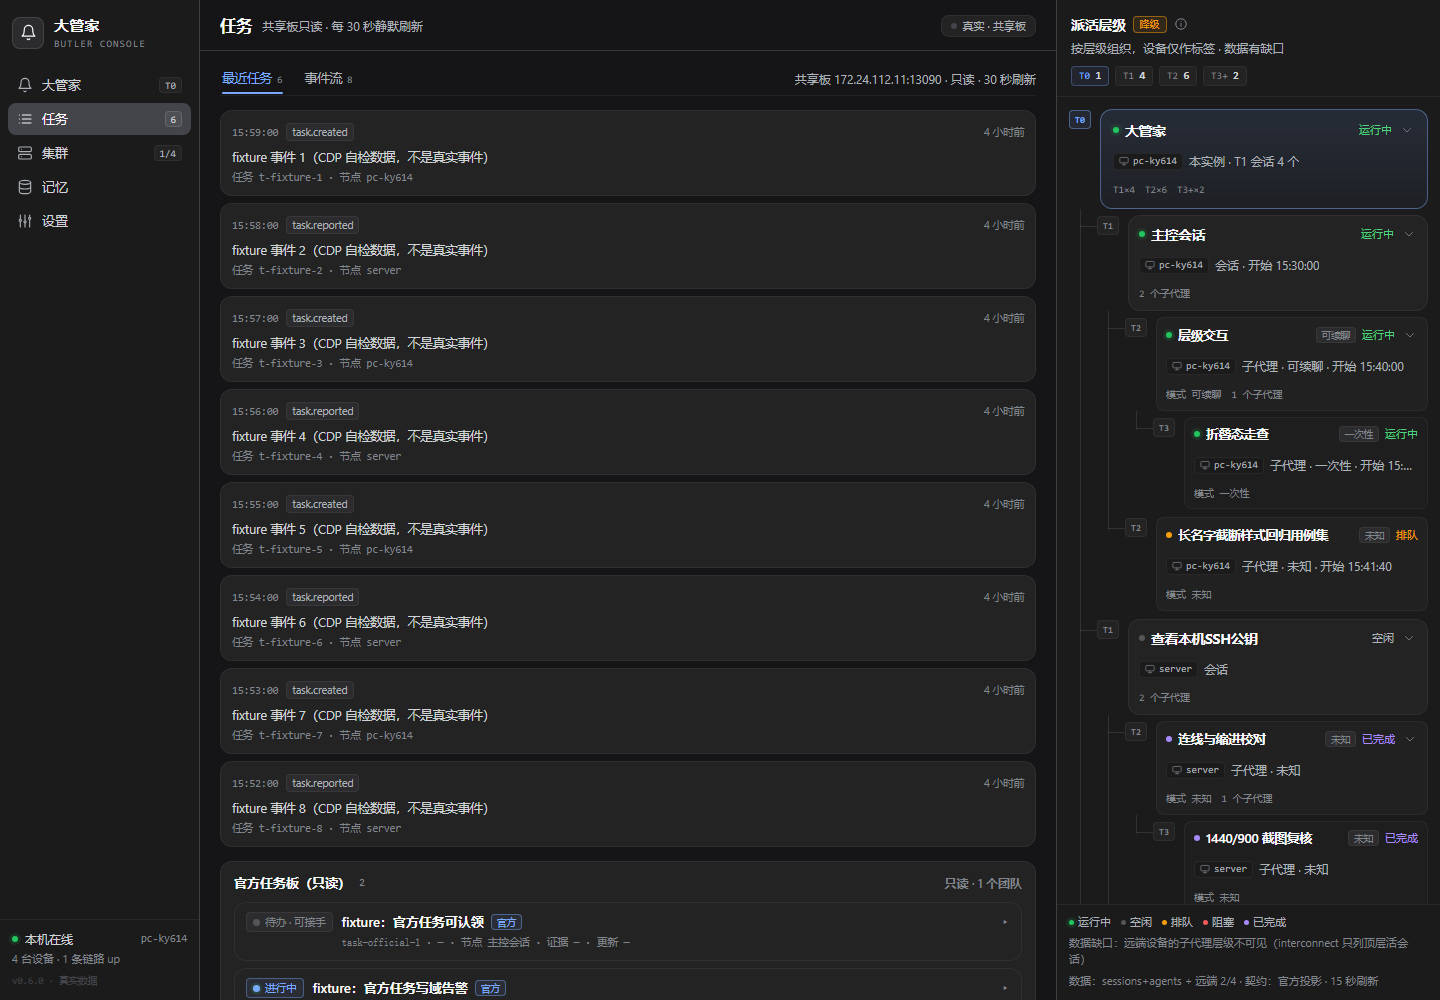 大管家
BUTLER CONSOLE
大管家 T0
任务 6
集群 1/4
记忆
设置
本机在线 pc-ky614
4 台设备 · 1 条链路 up
v0.6.0 · 真实数据
任务 共享板只读 · 每 30 秒静默刷新 真实 · 共享板
最近任务 6 事件流 8 共享板 172.24.112.11:13090 · 只读 · 30 秒刷新
15:59:00 task.created 4 小时前
fixture 事件 1（CDP 自检数据，不是真实事件）
任务 t-fixture-1 · 节点 pc-ky614
15:58:00 task.reported 4 小时前
fixture 事件 2（CDP 自检数据，不是真实事件）
任务 t-fixture-2 · 节点 server
15:57:00 task.created 4 小时前
fixture 事件 3（CDP 自检数据，不是真实事件）
任务 t-fixture-3 · 节点 pc-ky614
15:56:00 task.reported 4 小时前
fixture 事件 4（CDP 自检数据，不是真实事件）
任务 t-fixture-4 · 节点 server
15:55:00 task.created 4 小时前
fixture 事件 5（CDP 自检数据，不是真实事件）
任务 t-fixture-5 · 节点 pc-ky614
15:54:00 task.reported 4 小时前
fixture 事件 6（CDP 自检数据，不是真实事件）
任务 t-fixture-6 · 节点 server
15:53:00 task.created 4 小时前
fixture 事件 7（CDP 自检数据，不是真实事件）
任务 t-fixture-7 · 节点 pc-ky614
15:52:00 task.reported 4 小时前
fixture 事件 8（CDP 自检数据，不是真实事件）
任务 t-fixture-8 · 节点 server
官方任务板（只读） 2 只读 · 1 个团队
待办 · 可接手 fixture：官方任务可认领 官方
task-official-1 · — · 节点 主控会话 · 证据 — · 更新 —
进行中 fixture：官方任务写域告警 官方
派活层级 降级
按层级组织，设备仅作标签 · 数据有缺口
T0 1 T1 4 T2 6 T3+ 2
T0 大管家 运行中
pc-ky614 本实例 · T1 会话 4 个
T1×4 T2×6 T3+×2
T1 主控会话 运行中
pc-ky614 会话 · 开始 15:30:00
2 个子代理
T2 层级交互 可续聊 运行中
pc-ky614 子代理 · 可续聊 · 开始 15:40:00
模式 可续聊 1 个子代理
T3 折叠态走查 一次性 运行中
pc-ky614 子代理 · 一次性 · 开始 15:...
模式 一次性
T2 长名字截断样式回归用例集 未知 排队
pc-ky614 子代理 · 未知 · 开始 15:41:40
模式 未知
T1 查看本机SSH公钥 空闲
server 会话
2 个子代理
T2 连线与缩进校对 未知 已完成
server 子代理 · 未知
模式 未知 1 个子代理
T3 1440/900 截图复核 未知 已完成
server 子代理 · 未知
模式 未知
运行中 空闲 排队 阻塞 已完成
数据缺口：远端设备的子代理层级不可见（interconnect 只列顶层活会
话）
数据：sessions+agents + 远端 2/4 · 契约：官方投影 · 15 秒刷新